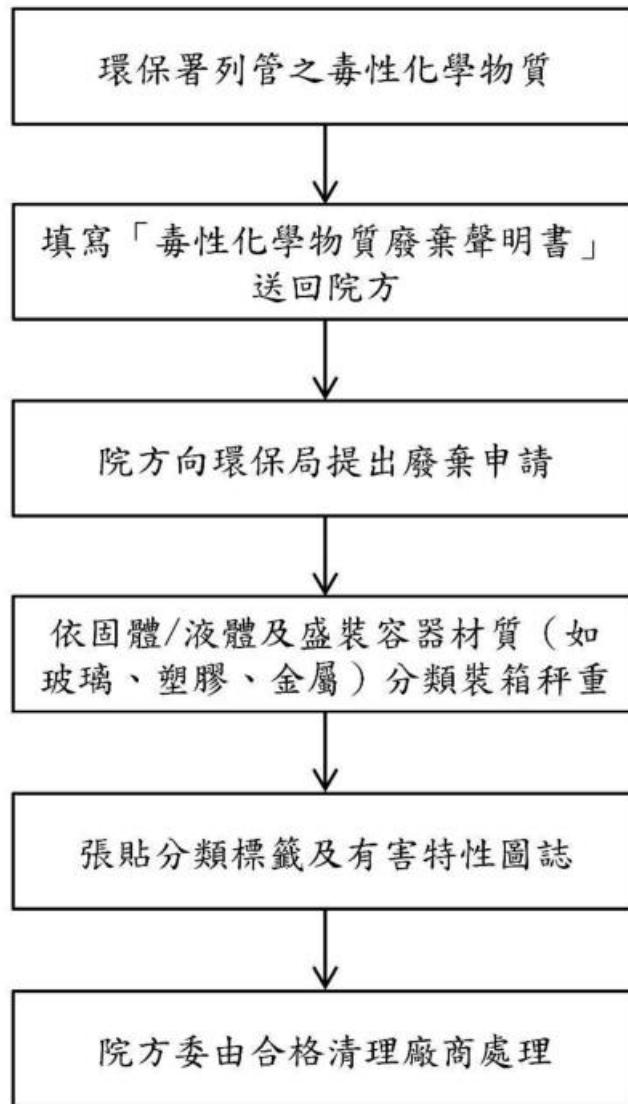 環保署列管之毒性化學物質
填寫「毒性化學物質廢棄聲明書」
送回院方
院方向環保局提出廢棄申請
依固體/液體及盛裝容器材質（如
玻璃、塑膠、金屬）分類裝箱秤重
張貼分類標籤及有害特性圖誌
院方委由合格清理廠商處理